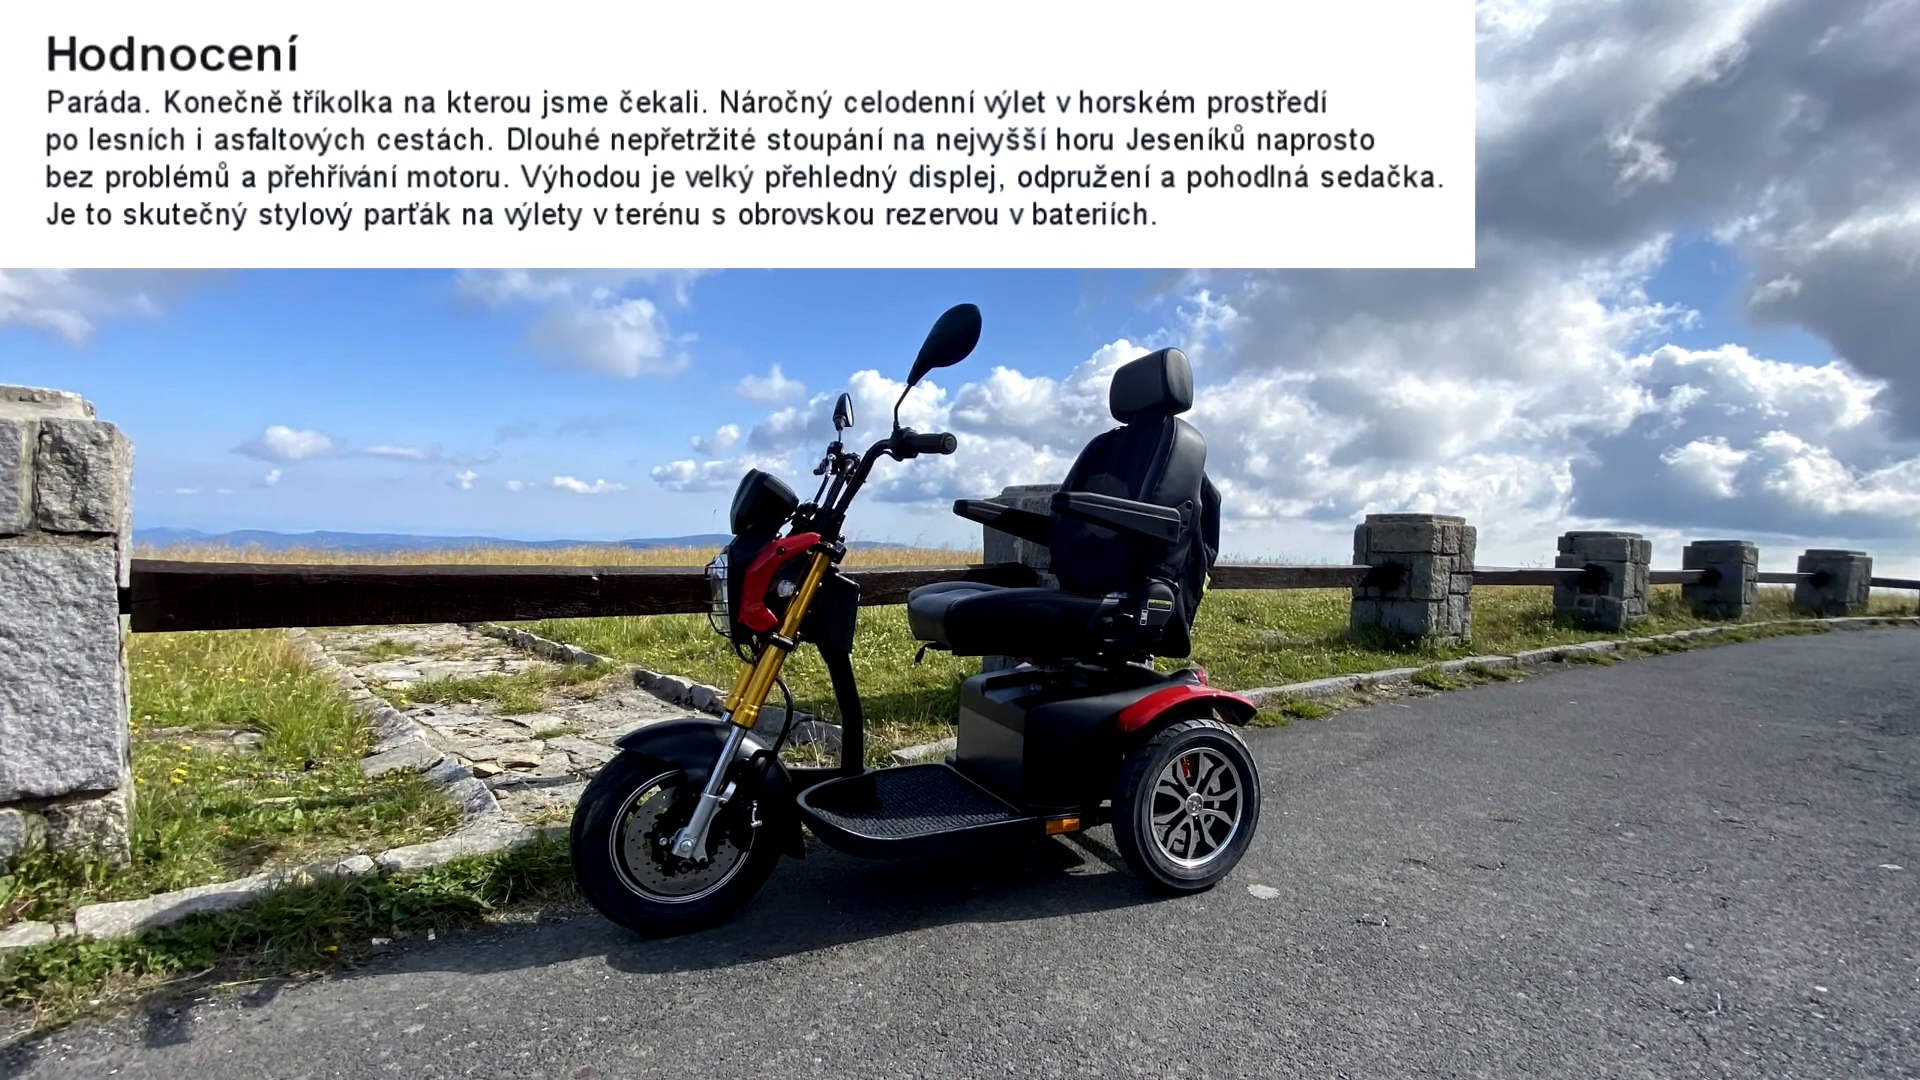 Hodnocení
Paráda. Konečně tříkolka na kterou jsme čekali. Náročný celodenní výlet v horském prostředí
po lesních i asfaltových cestách. Dlouhé nepřetržité stoupání na nejvyšší horu Jeseníků naprosto
bez problémů a přehřívání motoru. Výhodou je velký přehledný displej, odpružení a pohodlná sedačka.
Je to skutečný stylový parťák na výlety v terénu s obrovskou rezervou v bateriích.